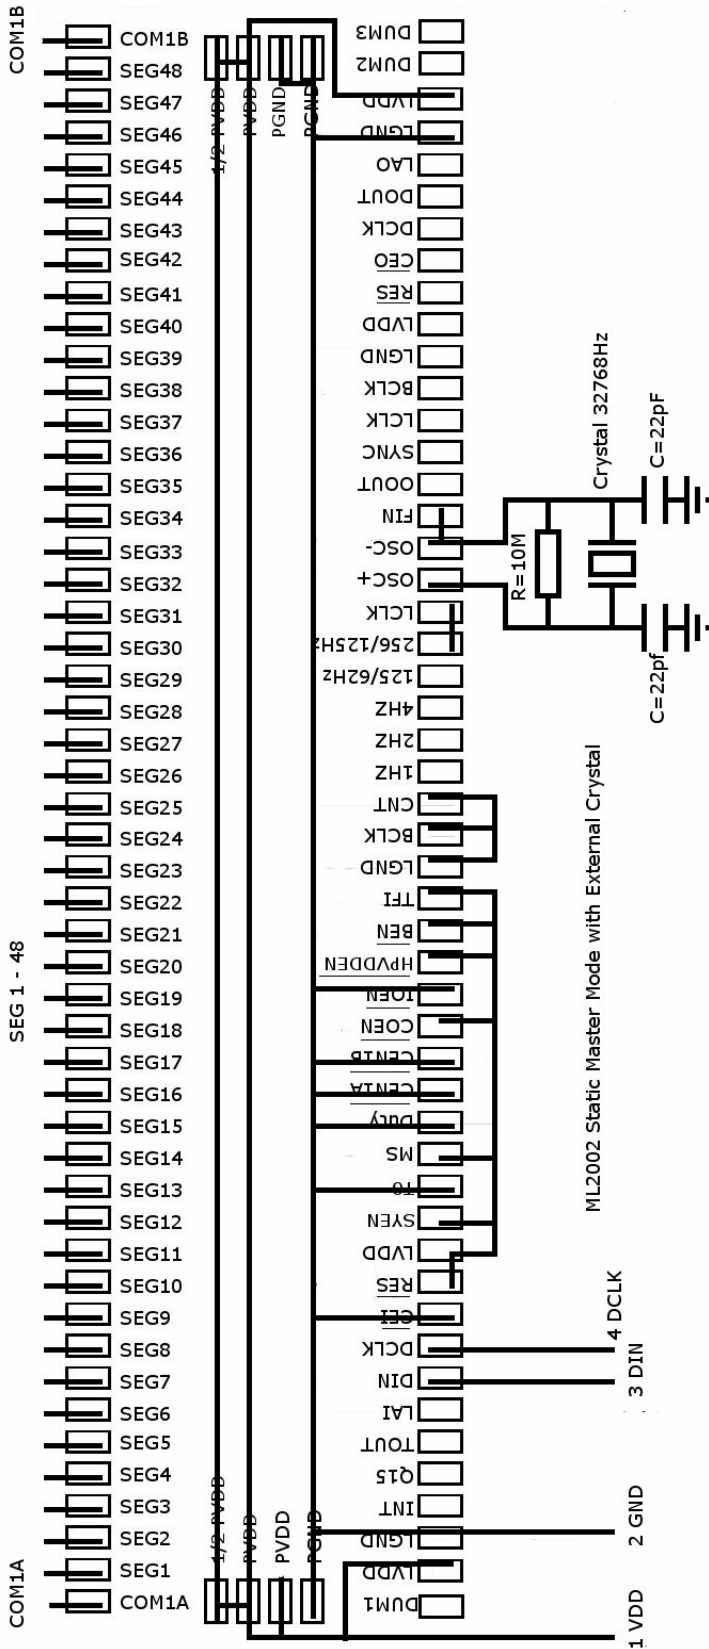 COM1B
COM1B
SEG48
SEG47
SEG46
SEG45
SEG44
SEG43
SEG42
SEG41
SEG40
SEG39
SEG38
SEG37
SEG36
SEG35
SEG34
SEG33
SEG32
SEG31
SEG30
SEG29
SEG28
SEG27
SEG26
SEG25
SEG24
SEG23
SEG22
SEG21
SEG20
SEG19
SEG18
SEG17
SEG16
SEG15
SEG14
SEG13
SEG12
SEG11
SEG10
SEG9
SEG8
SEG7
SEG6
SEG5
SEG4
SEG3
SEG2
SEG1
COM1A
SEG 1 - 48
COM1A
1/2 PVDD
PVDD
PGND
PGND
1/2 PVDD
PVDD
PVDD
PGND
DUM3
DUM2
LVDD
LGND
LAO
DOUT
DCLK
CEO
RES
LVDD
LGND
BCLK
LCLK
SYNC
OOUT
FIN
OSC-
OSC+
LCLK
256/125Hz
125/62Hz
4HZ
2HZ
1HZ
CNT
BCLK
LGND
TFI
BEN
HPVDDEN
IOEN
COEN
CEN1B
CEN1A
Duty
MS
T0
SYEN
LVDD
RES
CEI
DCLK
DIN
LAI
TOUT
Q15
INT
LGND
LVDD
DUM1
R=10M
Crystal 32768Hz
C=22pF
C=22pf
ML2002 Static Master Mode with External Crystal
4 DCLK
3 DIN
2 GND
1 VDD